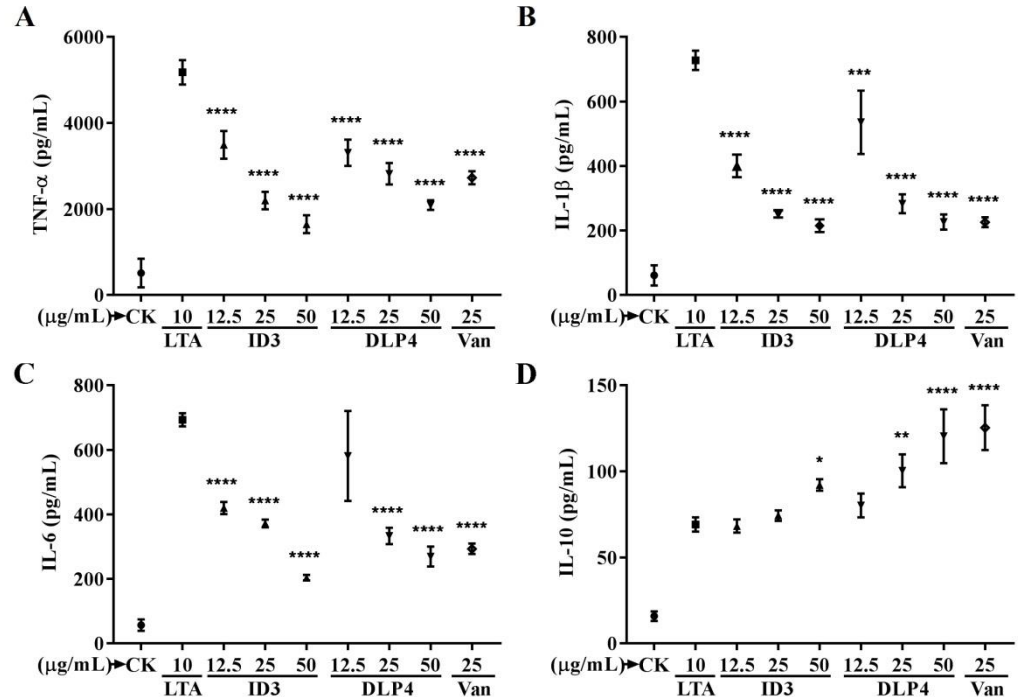 A
TNF-α (pg/mL)
6000
4000
2000
0
****
****
****
****
****
****
****
(μg/mL) CK 10 12.5 25 50 12.5 25 50 25
LTA ID3 DLP4 Van
B
IL-1β (pg/mL)
800
600
400
200
0
****
****
****
***
****
****
****
(μg/mL) CK 10 12.5 25 50 12.5 25 50 25
LTA ID3 DLP4 Van
C
IL-6 (pg/mL)
800
600
400
200
0
****
****
****
****
****
****
(μg/mL) CK 10 12.5 25 50 12.5 25 50 25
LTA ID3 DLP4 Van
D
IL-10 (pg/mL)
150
100
50
0
*
**
****
****
(μg/mL) CK 10 12.5 25 50 12.5 25 50 25
LTA ID3 DLP4 Van